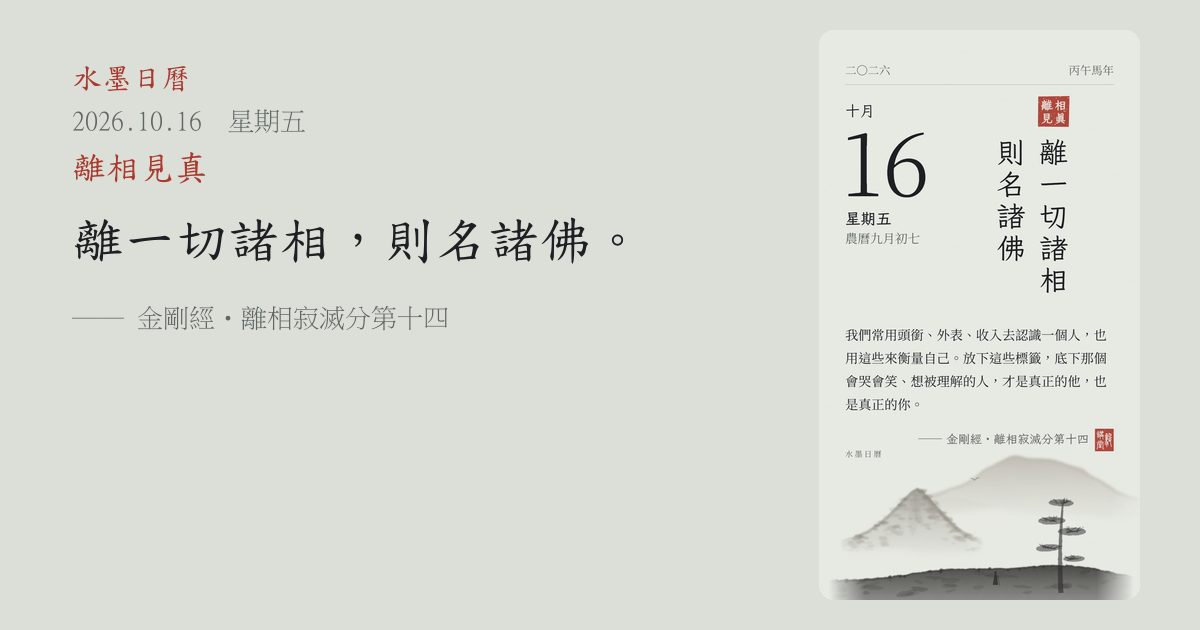 水墨日曆
2026.10.16 星期五
離相見真
離一切諸相，則名諸佛。
—— 金剛經・離相寂滅分第十四
二〇二六
丙午馬年
十月
16
星期五
農曆九月初七
離相見真
離一切諸相
則名諸佛
我們常用頭銜、外表、收入去認識一個人，也
用這些來衡量自己。放下這些標籤，底下那個
會哭會笑、想被理解的人，才是真正的他，也
是真正的你。
—— 金剛經・離相寂滅分第十四
水墨日曆